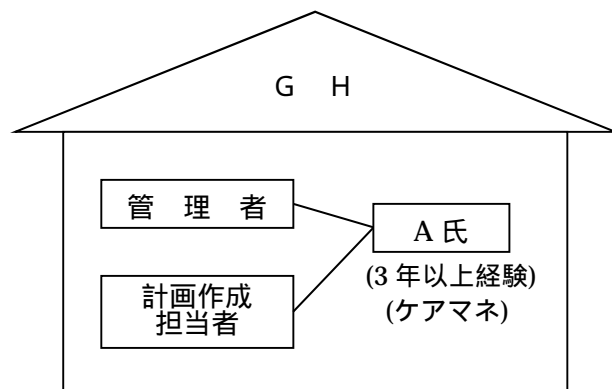 G H
管 理 者
A 氏
(3 年以上経験)
(ケアマネ)
計画作成
担当者